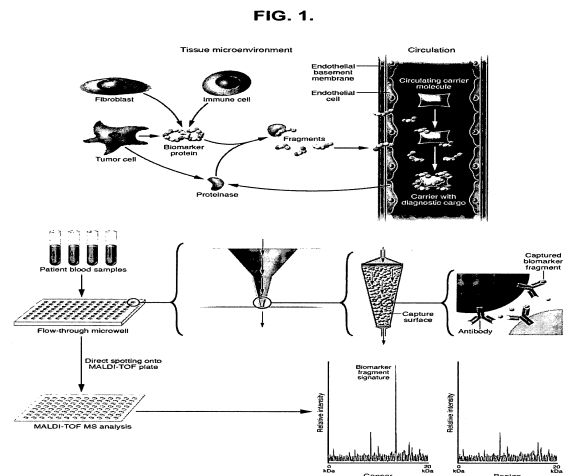 FIG. 1.
Tissue microenvironment
Circulation
Endothelial
basement
membrane
Endothelial
cell
Circulating carrier
molecule
Fibroblast
Immune cell
Biomarker
protein
Fragments
Tumor cell
Proteinase
Carrier with
diagnostic cargo
Patient blood samples
Flow-through microwell
Capture
surface
Captured
biomarker
fragment
Antibody
Direct spotting onto
MALDI-TOF plate
MALDI-TOF MS analysis
Biomarker
fragment
signature
Relative intensity
Relative intensity
0
kDa
20
kDa
0
kDa
20
kDa
Cancer
Benign